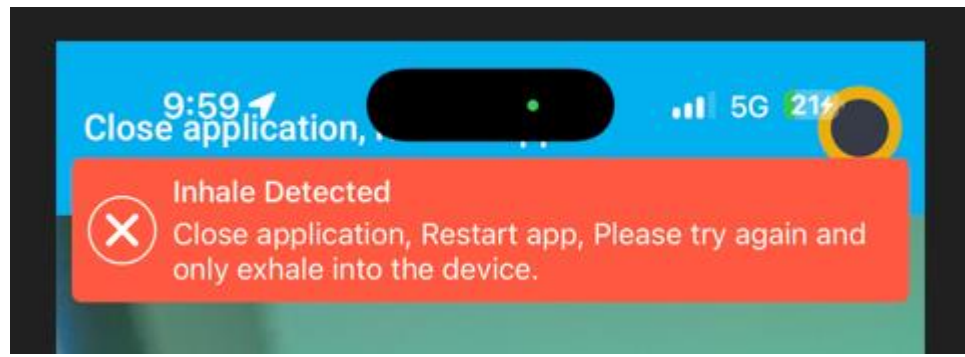 9:59
5G 21
Close application,
Inhale Detected
Close application, Restart app, Please try again and
only exhale into the device.